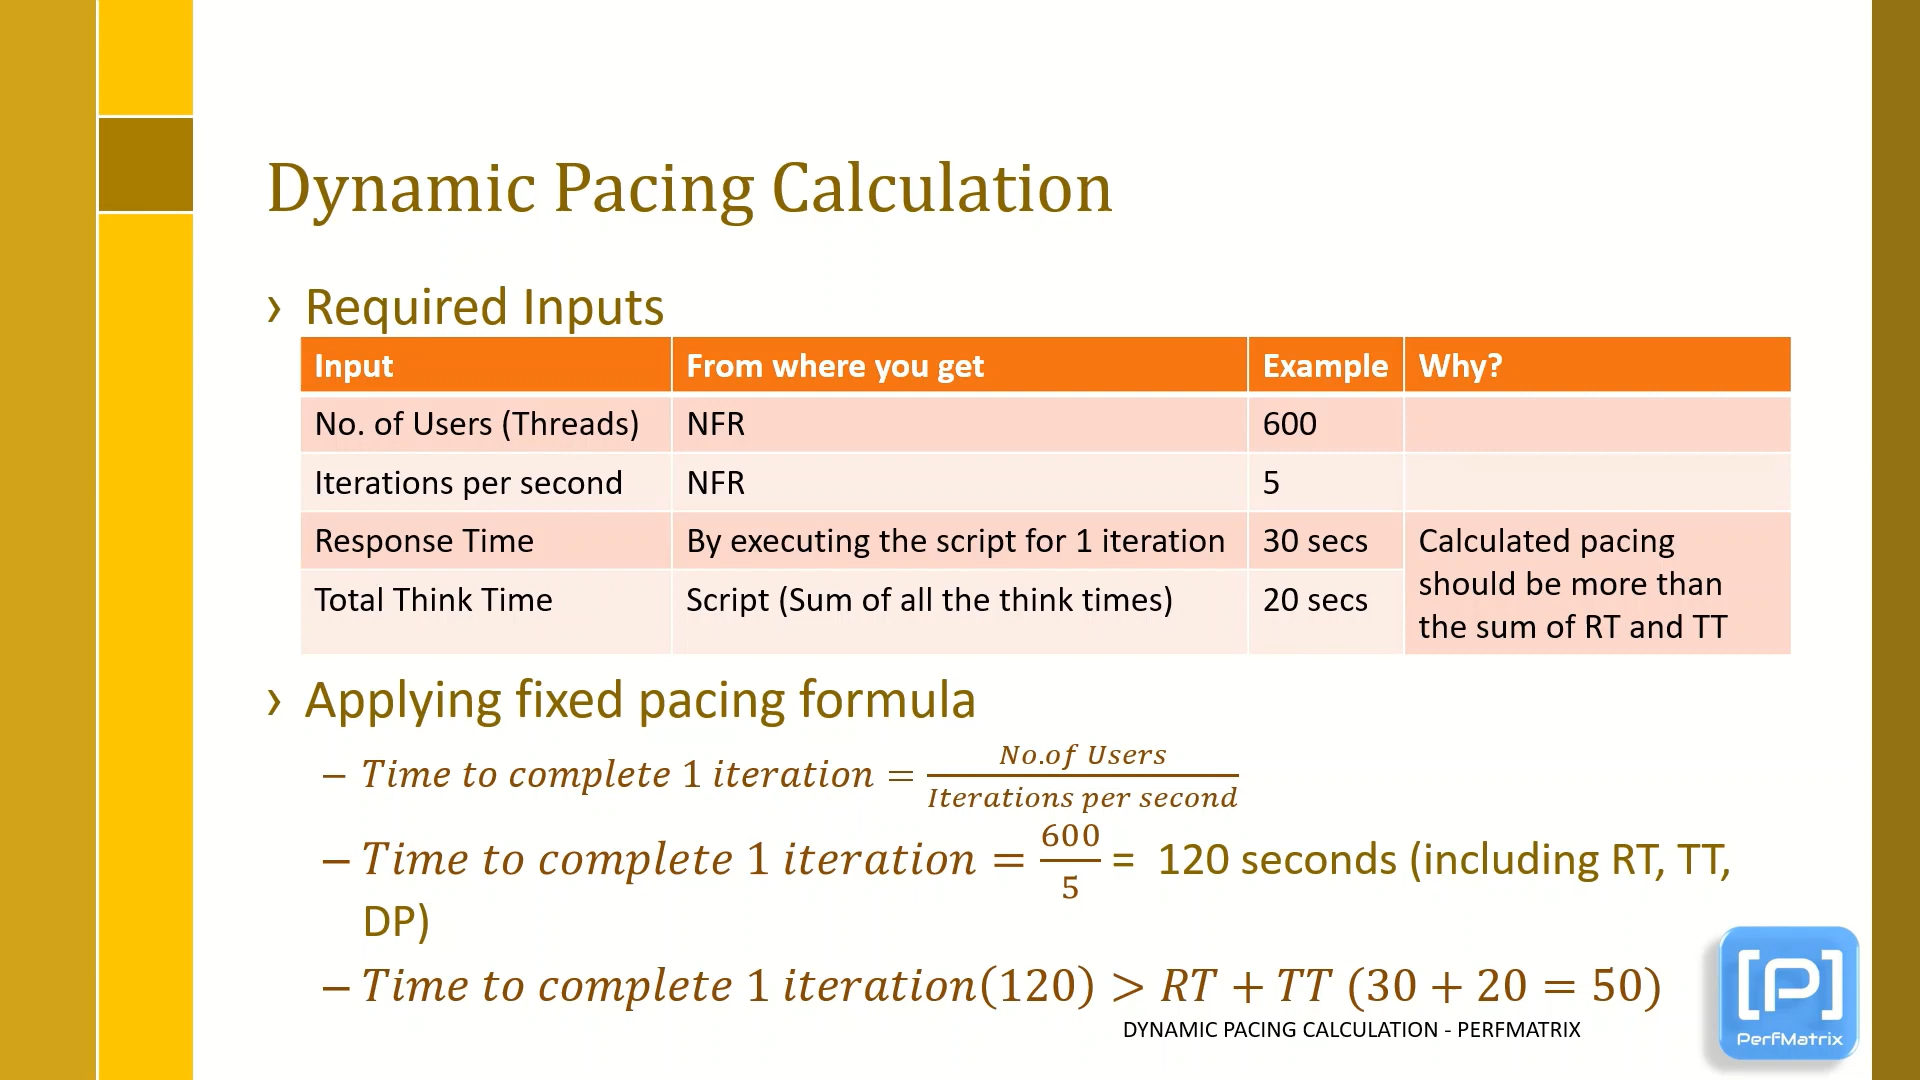 Dynamic Pacing Calculation
› Required Inputs
Input From where you get Example Why?
No. of Users (Threads) NFR 600
Iterations per second NFR 5
Response Time By executing the script for 1 iteration 30 secs Calculated pacing
should be more than
Total Think Time Script (Sum of all the think times) 20 secs
the sum of RT and TT
› Applying fixed pacing formula
– Time to complete 1 iteration = No.of Users / Iterations per second
– Time to complete 1 iteration = 600 / 5 = 120 seconds (including RT, TT,
DP)
– Time to complete 1 iteration(120) > RT + TT (30 + 20 = 50)
DYNAMIC PACING CALCULATION - PERFMATRIX
[P]
PerfMatrix